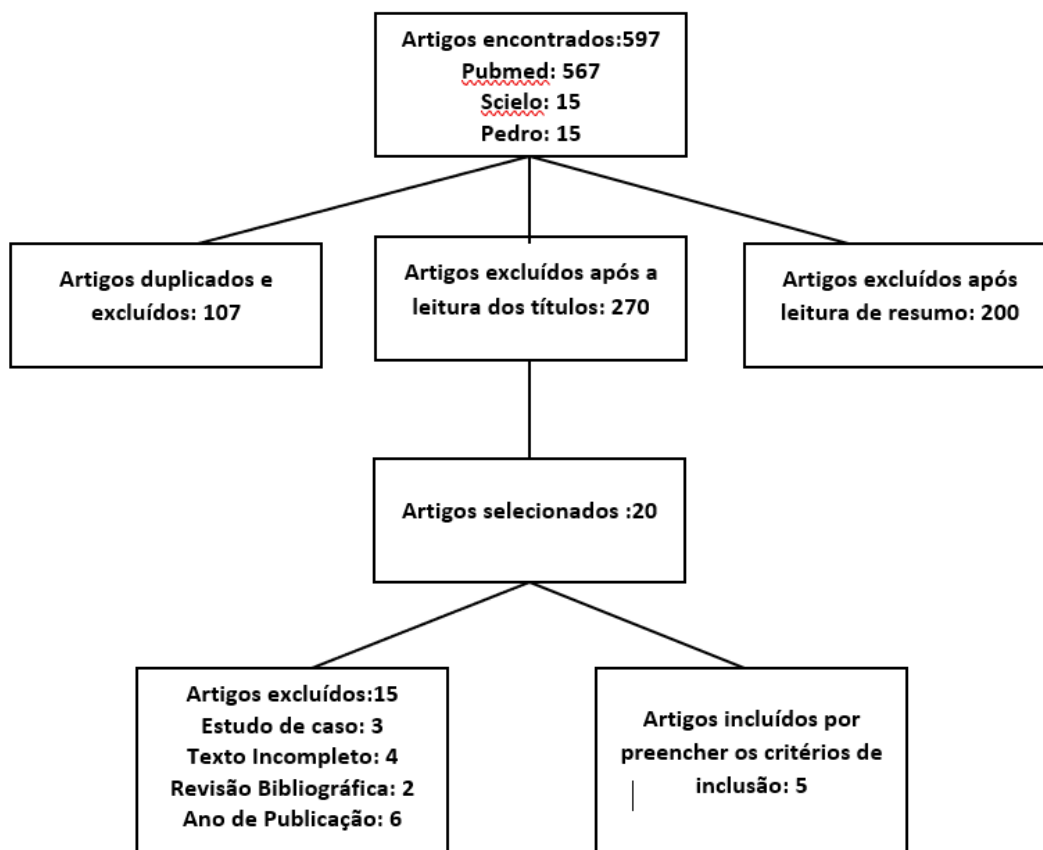 Artigos encontrados:597
Pubmed: 567
Scielo: 15
Pedro: 15
Artigos duplicados e
excluídos: 107
Artigos excluídos após a
leitura dos títulos: 270
Artigos excluídos após
leitura de resumo: 200
Artigos selecionados :20
Artigos excluídos:15
Estudo de caso: 3
Texto Incompleto: 4
Revisão Bibliográfica: 2
Ano de Publicação: 6
Artigos incluídos por
preencher os critérios de
inclusão: 5